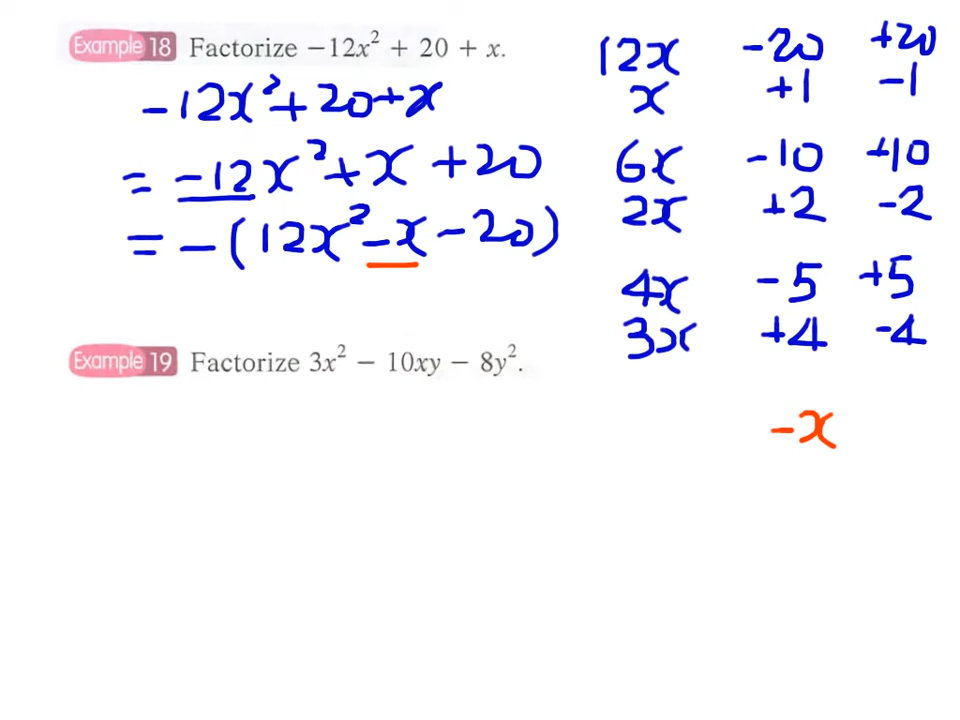 Example 18 Factorize −12x² + 20 + x.
-12x²+20+x
= -12x²+x+20
= -(12x²-x-20)
Example 19 Factorize 3x² − 10xy − 8y².
12x -20 +20
x +1 -1
6x -10 +10
2x +2 -2
4x -5 +5
3x +4 -4
-x